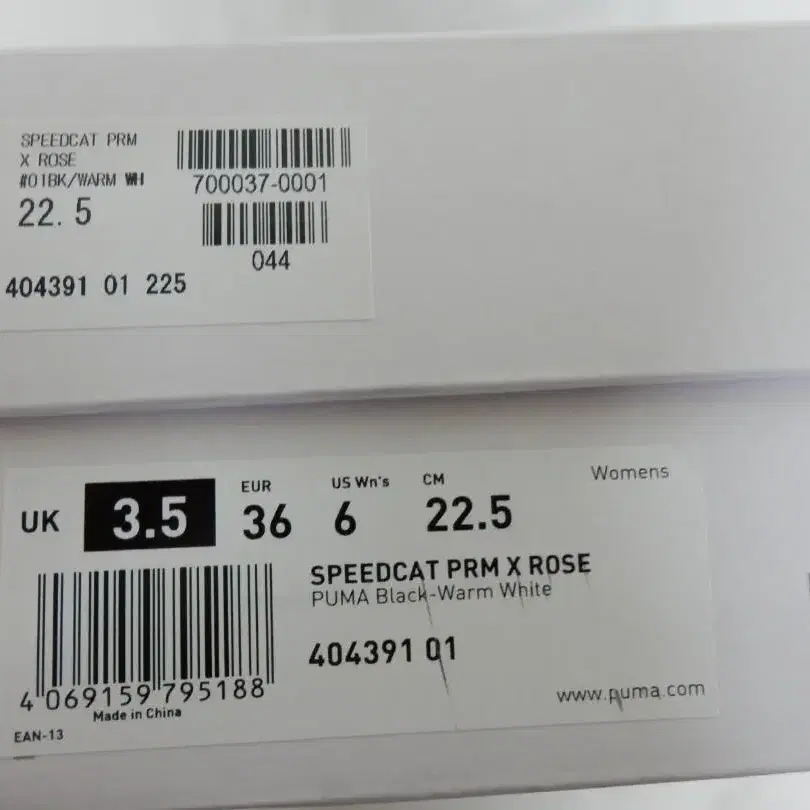 SPEEDCAT PRM
X ROSE
#01BK/WARM WH
22.5
700037-0001
044
404391 01 225
UK 3.5
EUR 36
US Wn's 6
CM 22.5
Womens
SPEEDCAT PRM X ROSE
PUMA Black-Warm White
404391 01
4 069159 795188
Made in China
EAN-13
www.puma.com